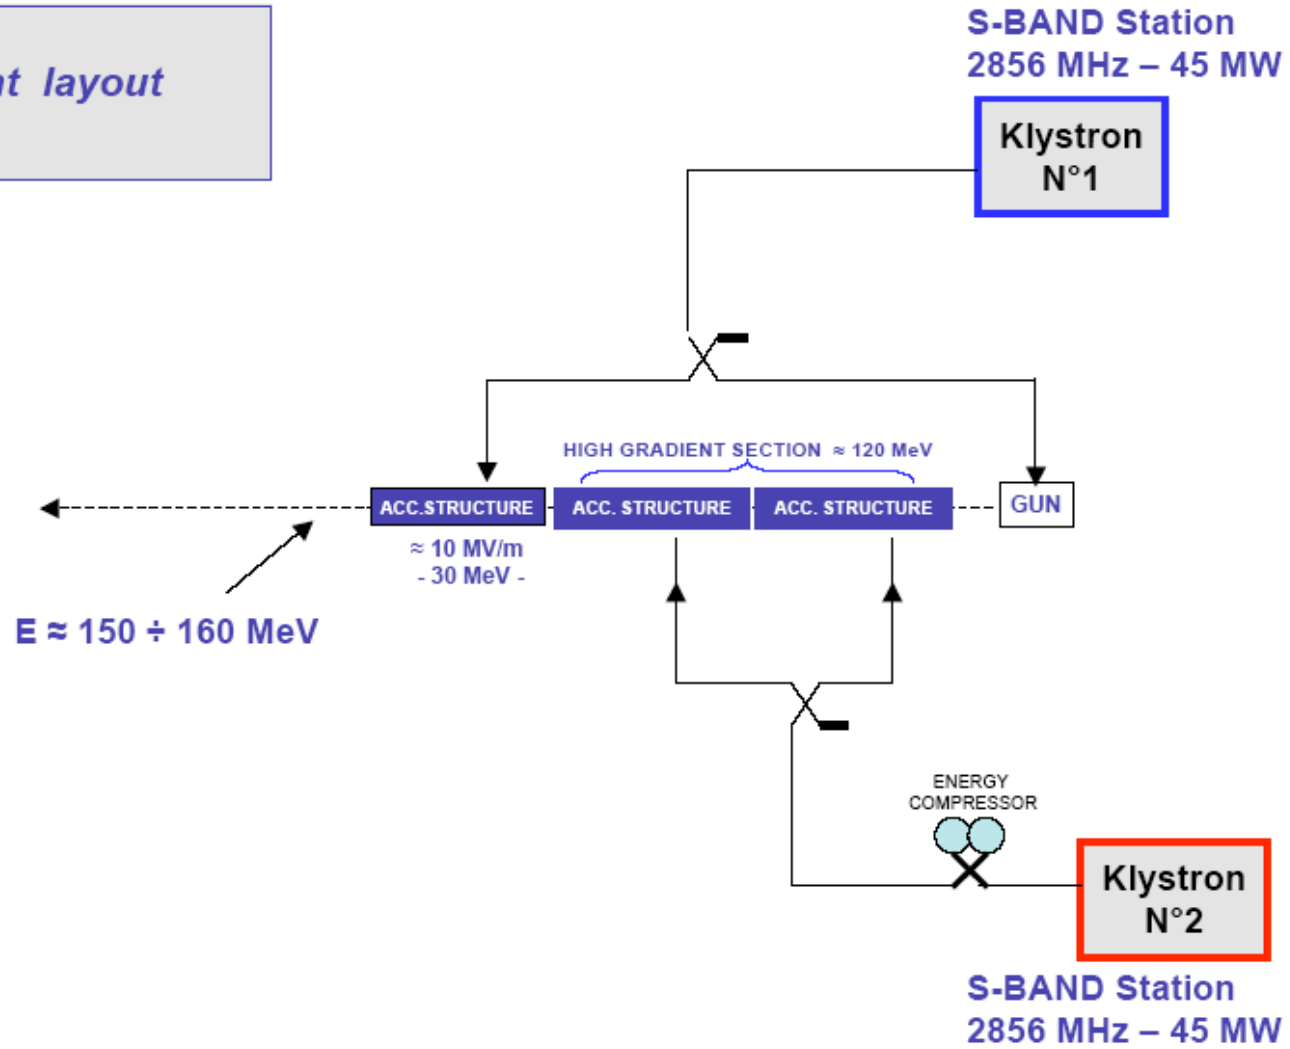 S-BAND Station
2856 MHz – 45 MW
layout
Klystron
N°1
HIGH GRADIENT SECTION ≈ 120 MeV
ACC.STRUCTURE
ACC. STRUCTURE
ACC. STRUCTURE
GUN
≈ 10 MV/m
- 30 MeV -
E ≈ 150 ÷ 160 MeV
ENERGY
COMPRESSOR
Klystron
N°2
S-BAND Station
2856 MHz – 45 MW